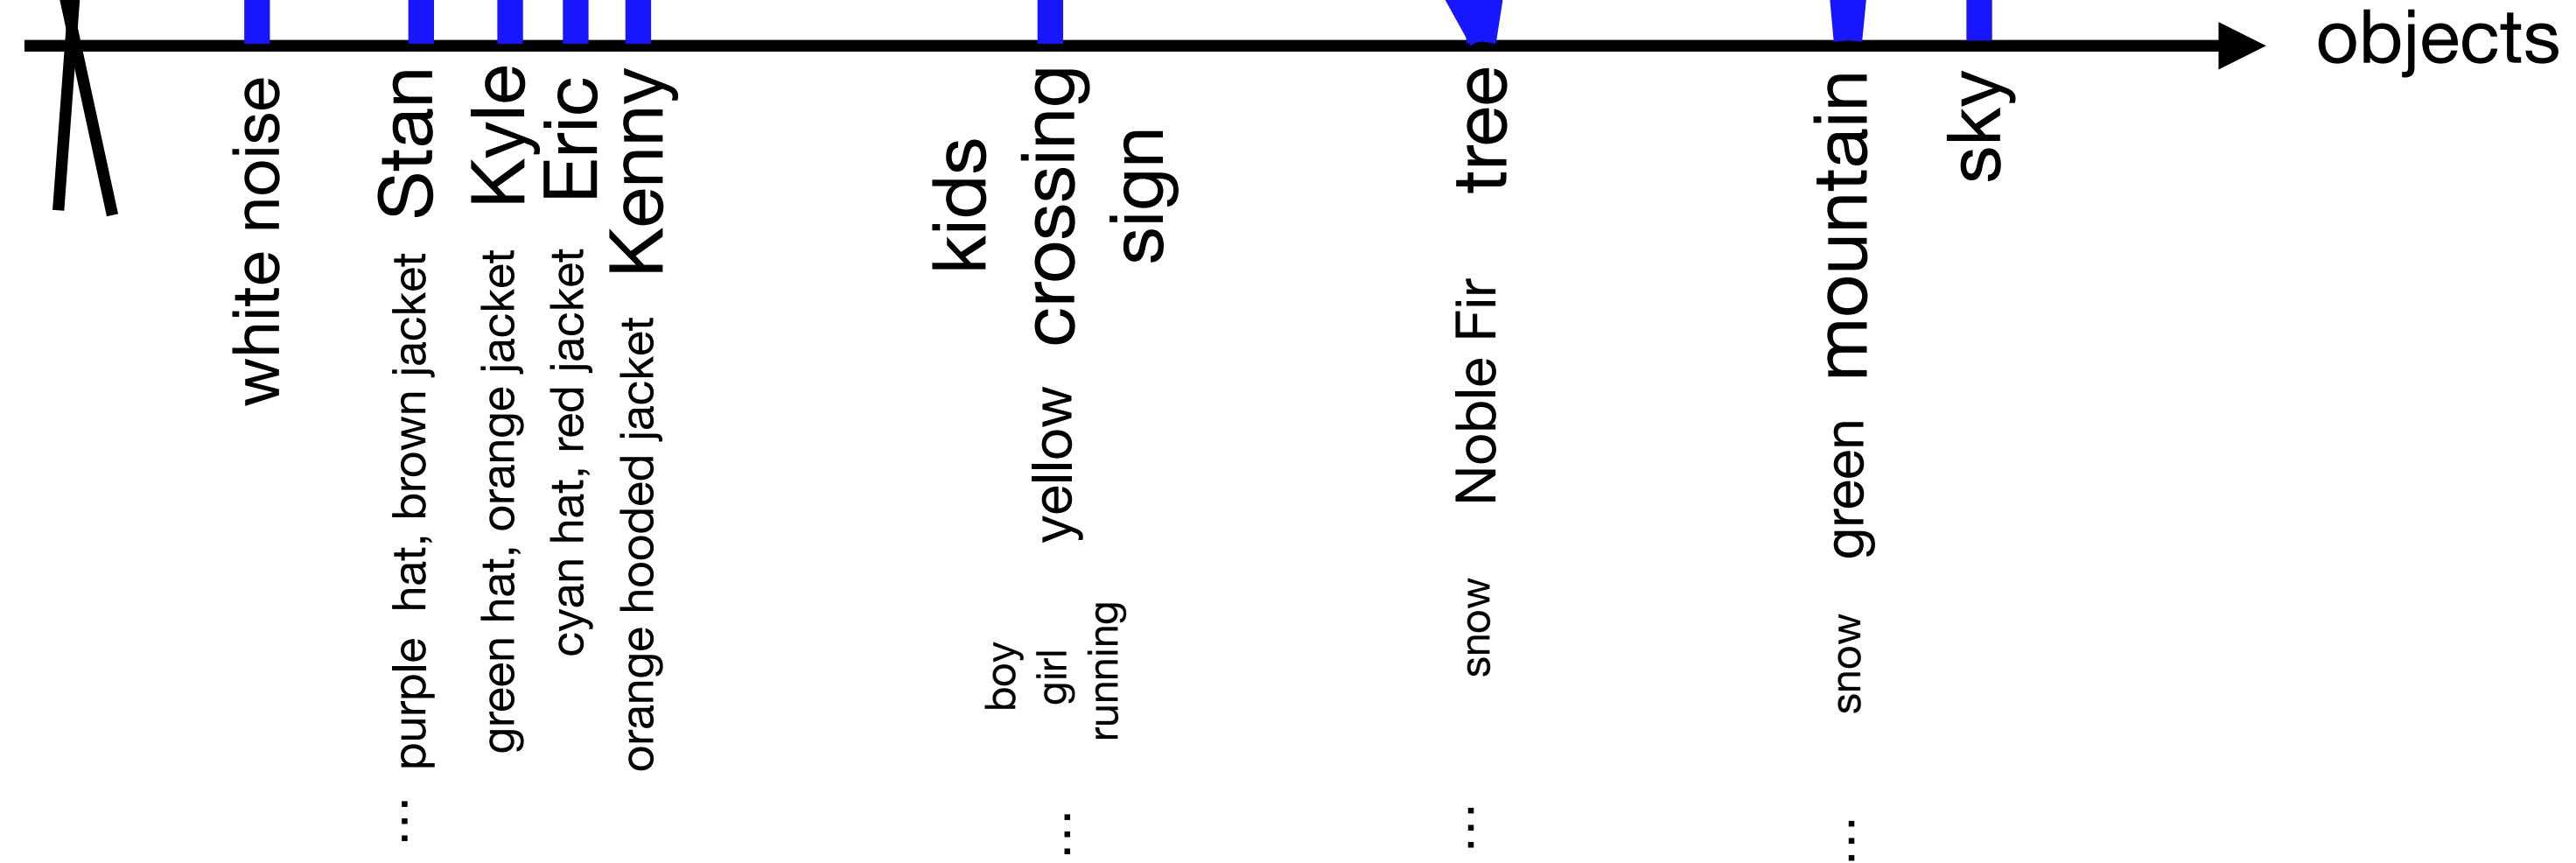 objects
white noise
Stan
purple hat, brown jacket
...
Kyle
green hat, orange jacket
Eric
cyan hat, red jacket
Kenny
orange hooded jacket
kids
crossing
sign
yellow
boy
girl
running
...
tree
Noble Fir
snow
...
mountain
green
snow
...
sky